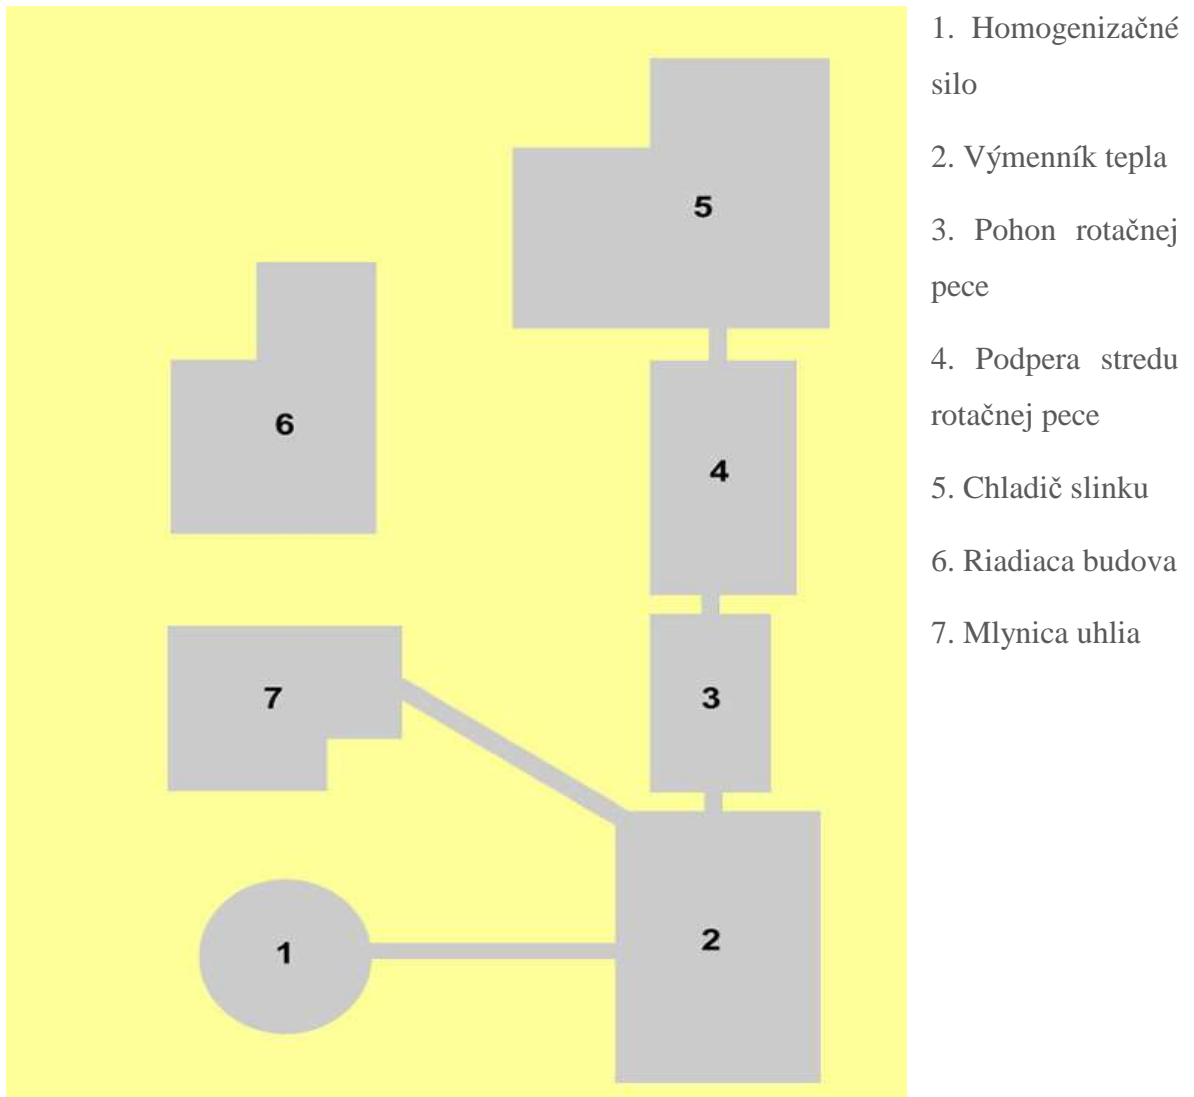 5
6
4
7
3
1
2
1. Homogenizačné
silo
2. Výmenník tepla
3. Pohon rotačnej
pece
4. Podpera stredu
rotačnej pece
5. Chladič slinku
6. Riadiaca budova
7. Mlynica uhlia